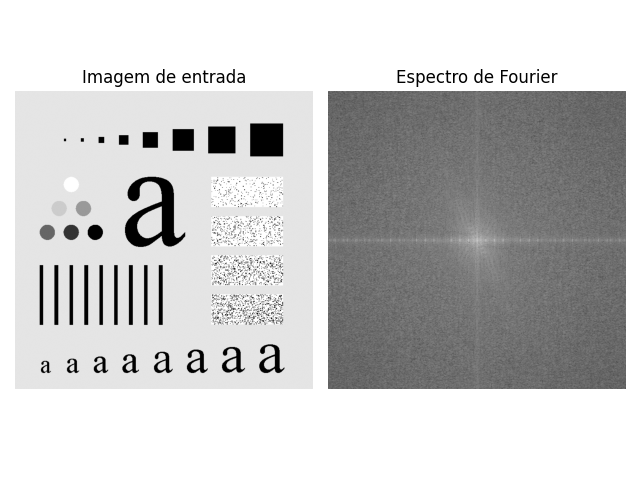 Imagem de entrada
Espectro de Fourier
a
a a a a a a a a